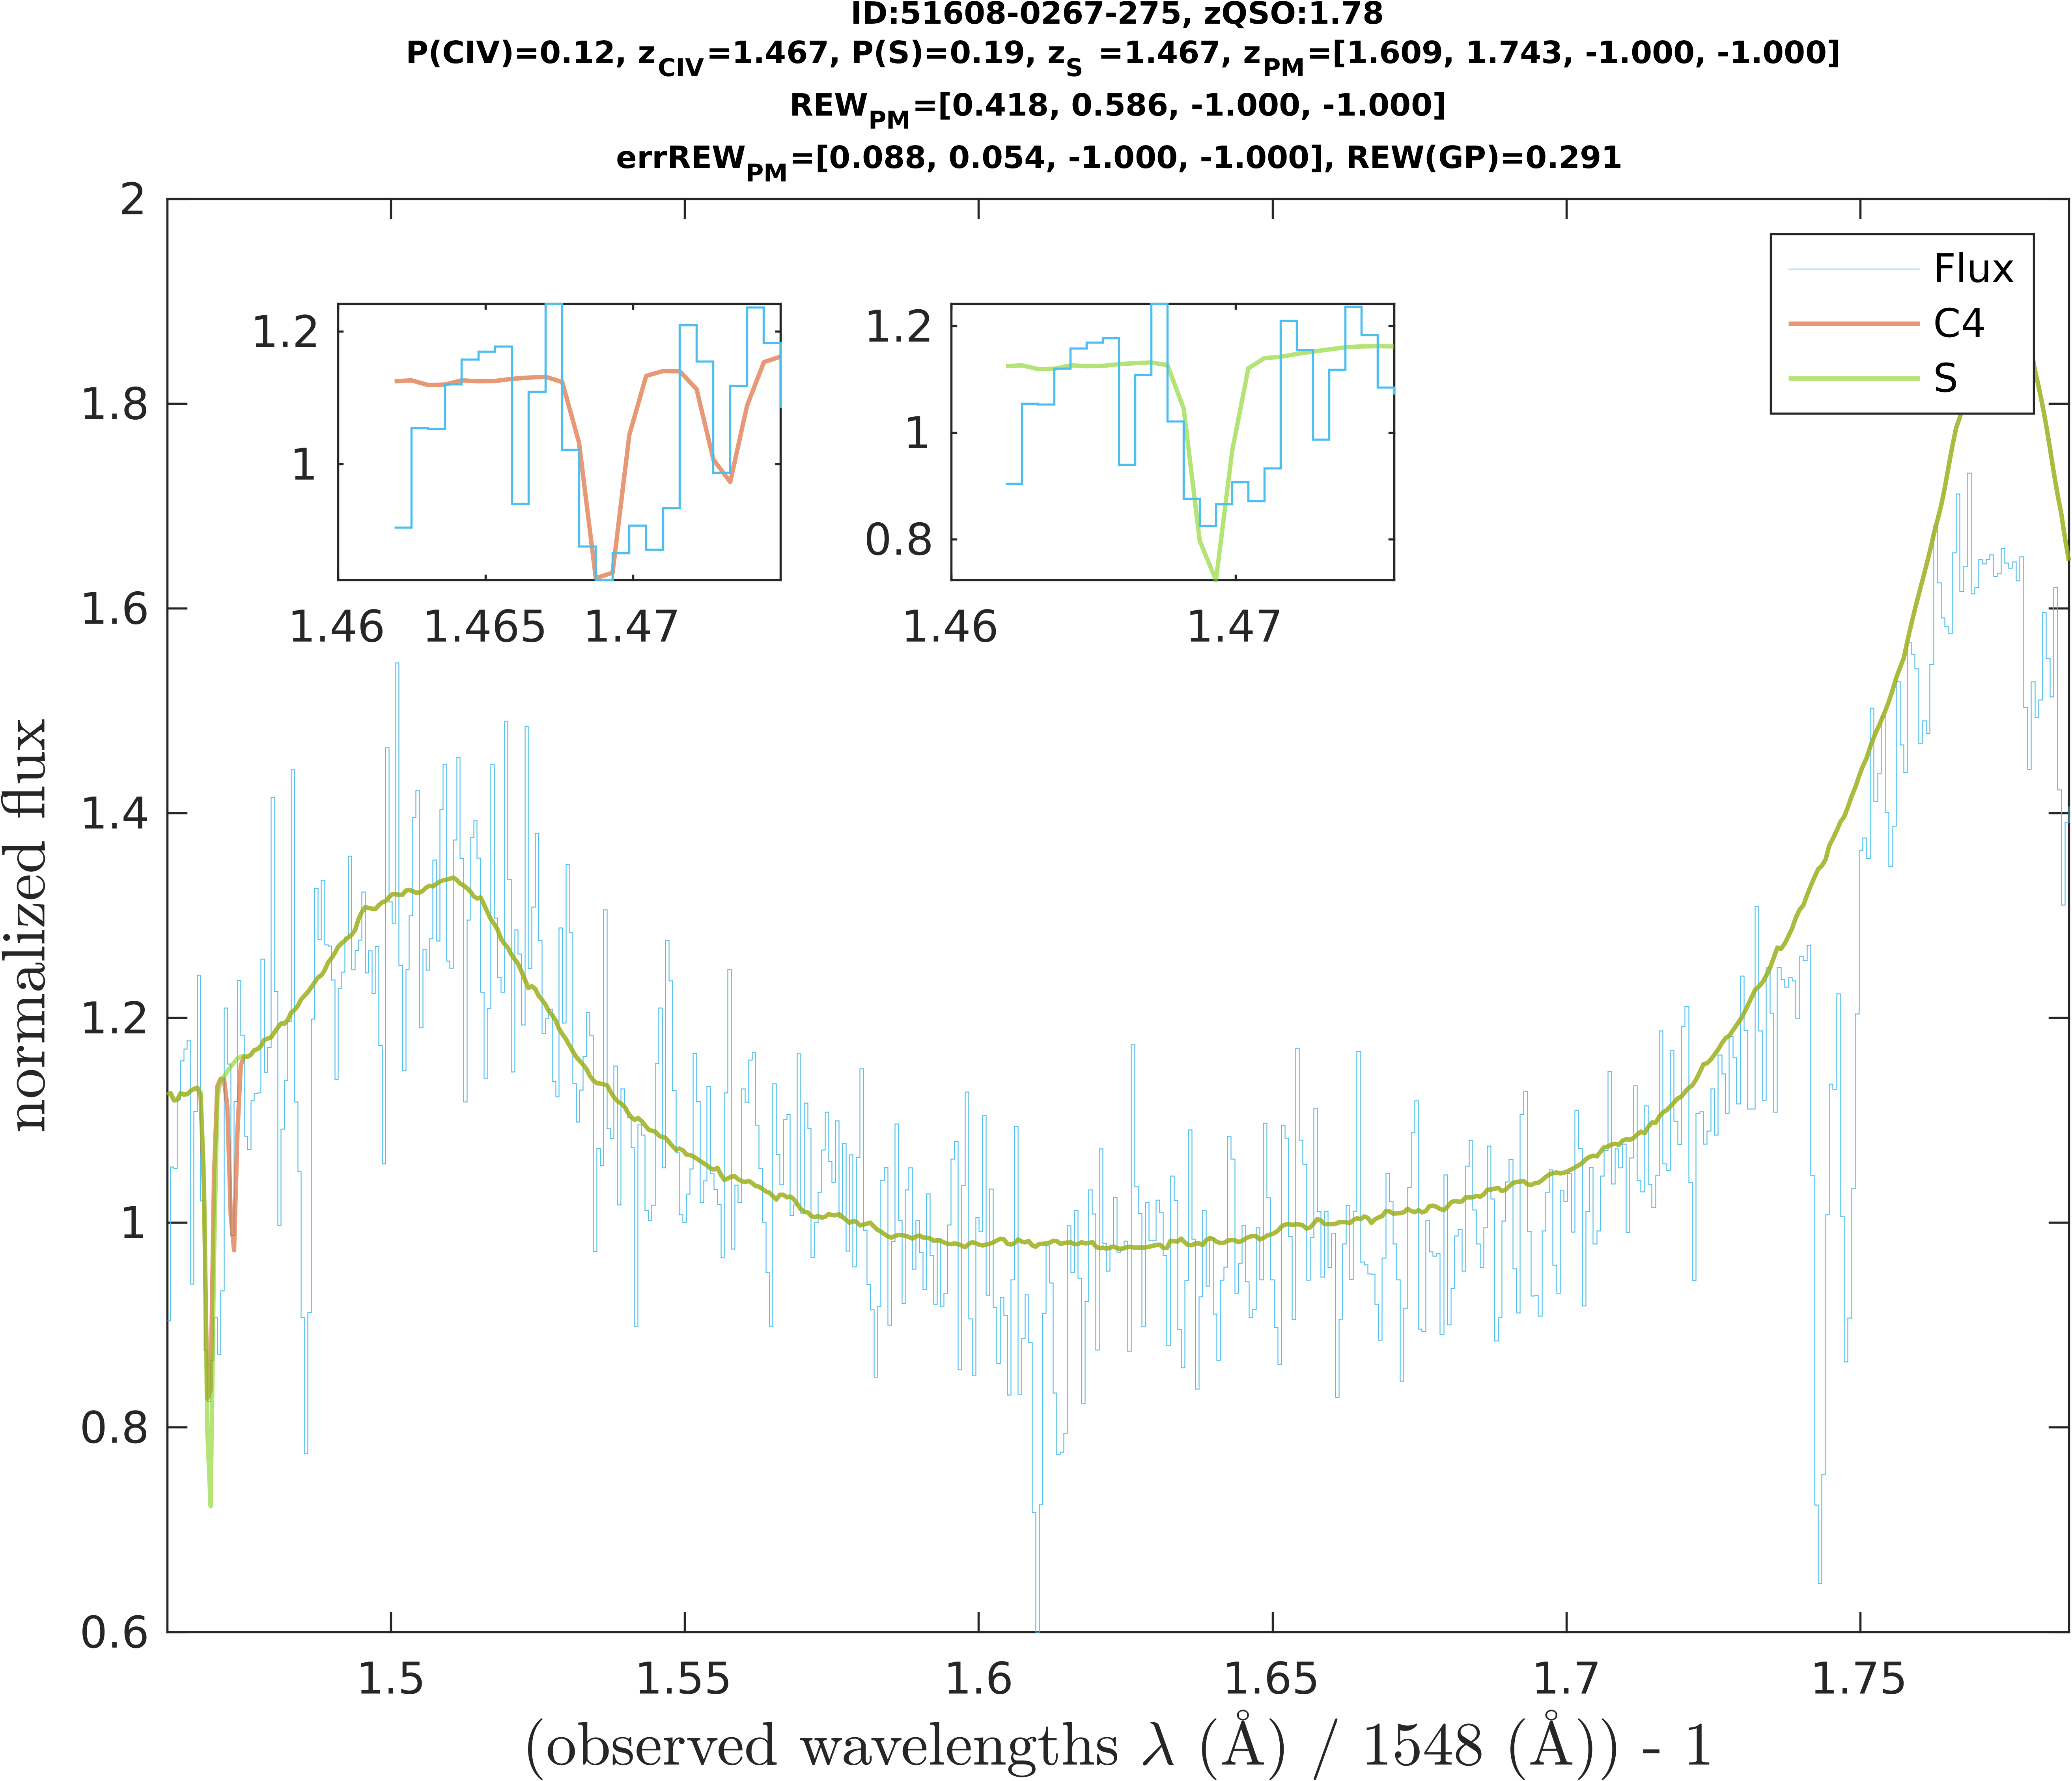 ID:51608-0267-275, zQSO:1.78
P(CIV)=0.12, zCIV=1.467, P(S)=0.19, zS =1.467, zPM=[1.609, 1.743, -1.000, -1.000]
REWPM=[0.418, 0.586, -1.000, -1.000]
errREWPM=[0.088, 0.054, -1.000, -1.000], REW(GP)=0.291
2
1.8
1.6
1.4
1.2
1
0.8
0.6
normalized flux
1.2
1
1.46 1.465 1.47
1.2
1
0.8
1.46 1.47
Flux
C4
S
1.5 1.55 1.6 1.65 1.7 1.75
(observed wavelengths λ (Å) / 1548 (Å)) - 1